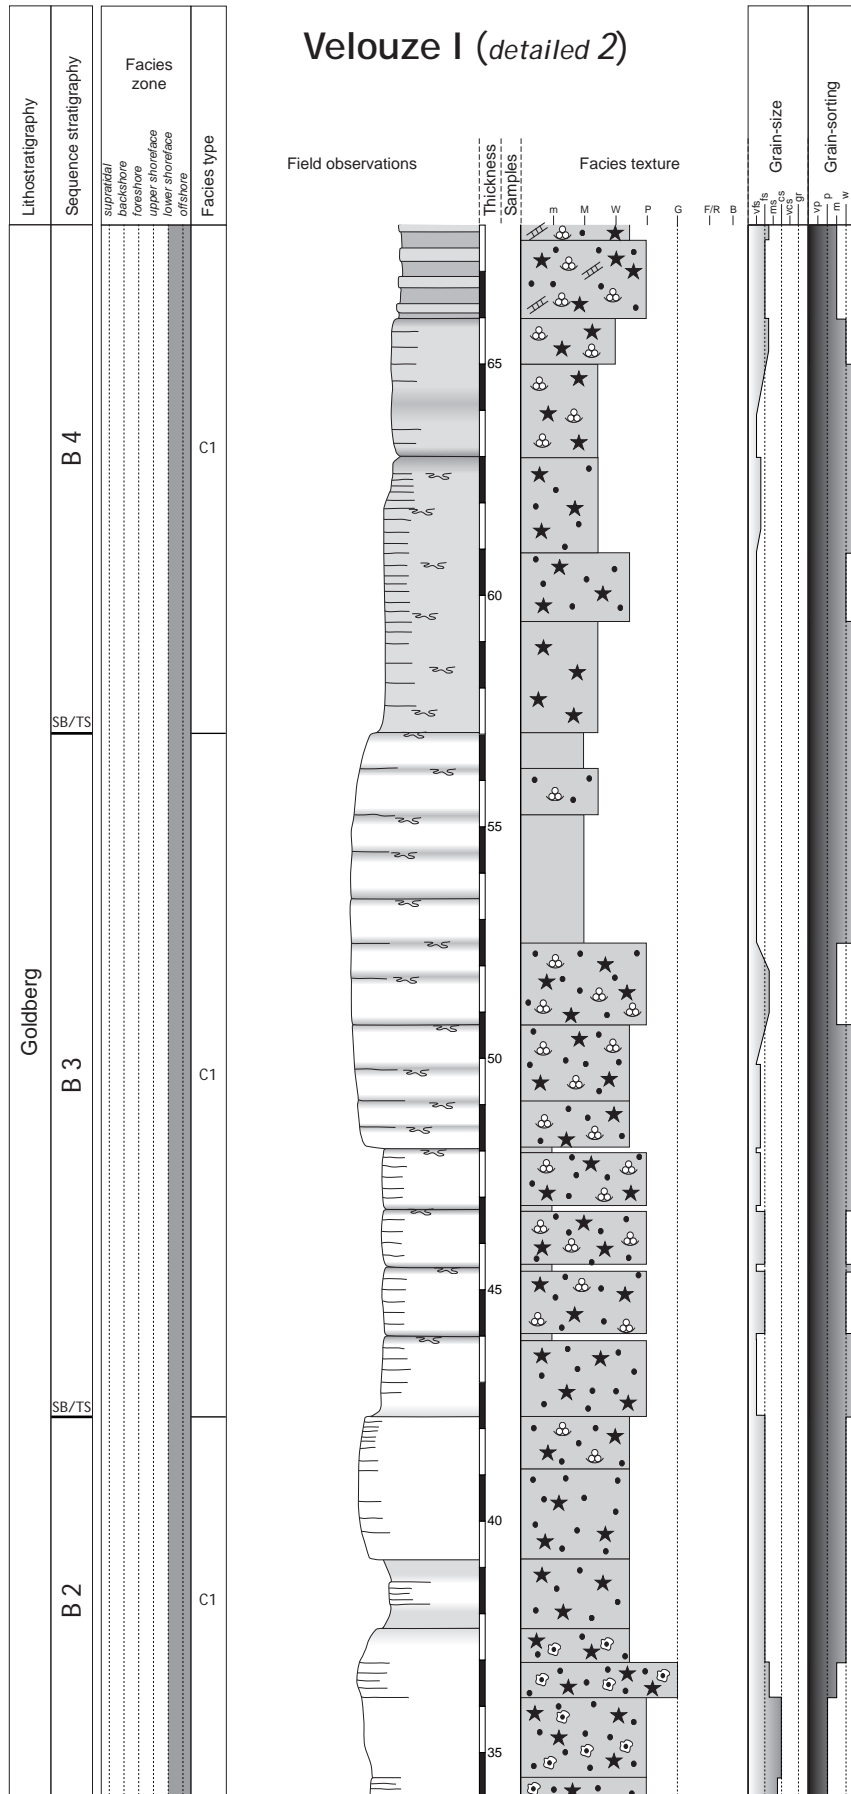 Velouze I (detailed 2)
Lithostratigraphy
Sequence stratigraphy
Facies
zone
supratidal
backshore
foreshore
upper shoreface
lower shoreface
offshore
Facies type
Field observations
Thickness
Samples
Facies texture
m M W P G F/R B
Grain-size
vfs fs ms cs vcs gr
Grain-sorting
vp p m w
65
B 4
C1
60
SB/TS
55
Goldberg
50
B 3
C1
45
SB/TS
40
B 2
C1
35